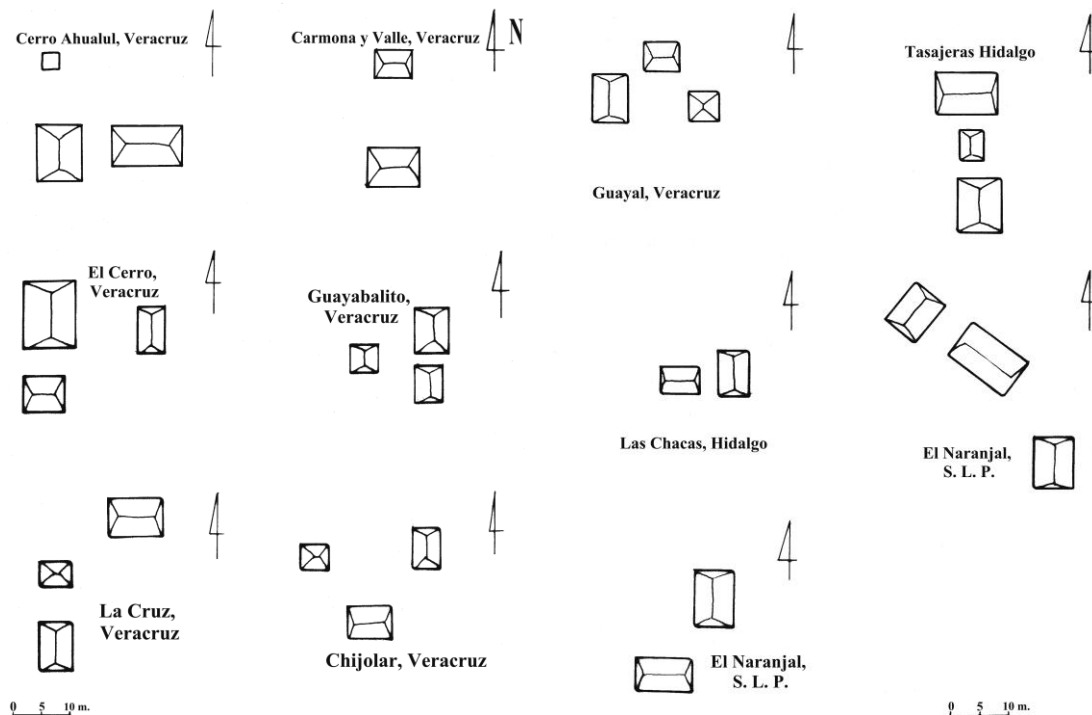 Cerro Ahualul, Veracruz
Carmona y Valle, Veracruz
N
Guayal, Veracruz
Tasajeras Hidalgo
El Cerro,
Veracruz
Guayabalito,
Veracruz
Las Chacas, Hidalgo
El Naranjal,
S. L. P.
La Cruz,
Veracruz
Chijolar, Veracruz
El Naranjal,
S. L. P.
0 5 10 m.
0 5 10 m.